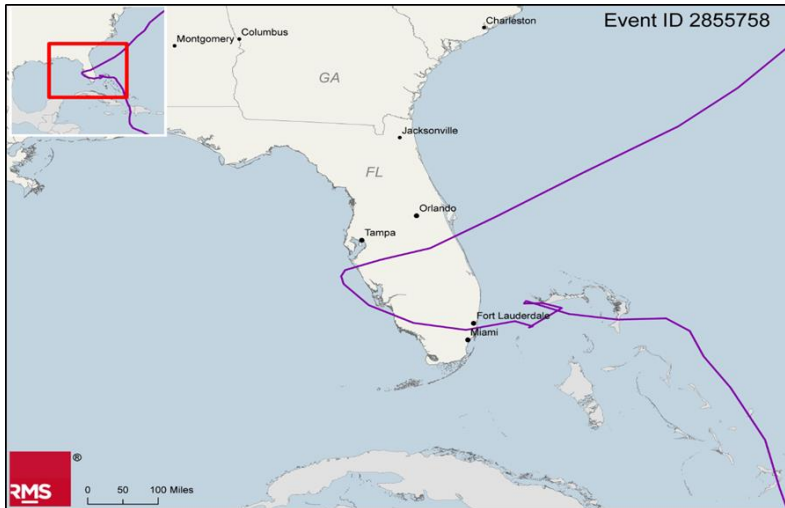 Event ID 2855758
Charleston
Montgomery
Columbus
GA
Jacksonville
FL
Orlando
Tampa
Fort Lauderdale
Miami
RMS
®
0 50 100 Miles